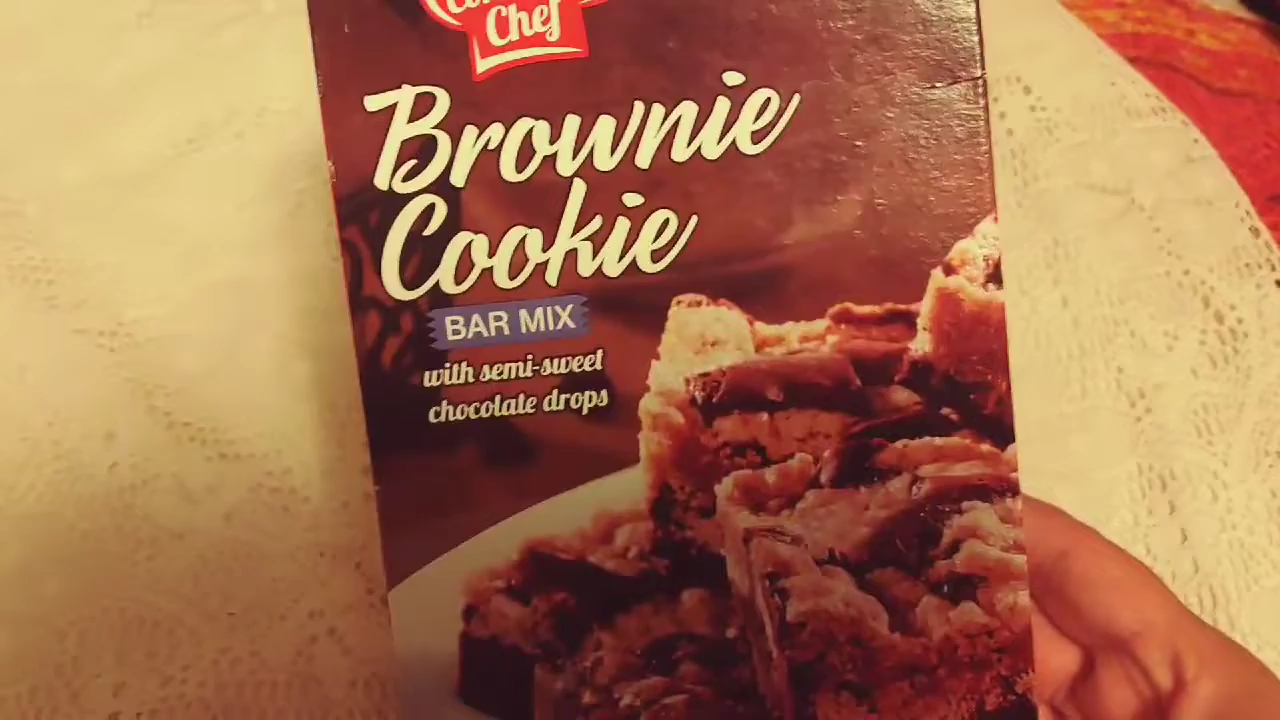 Chef
Brownie
Cookie
BAR MIX
with semi-sweet
chocolate drops